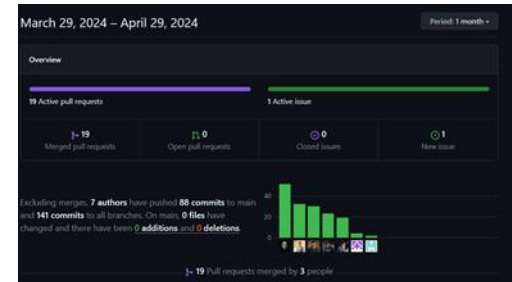 March 29, 2024 – April 29, 2024
Period: 1 month
Overview
19 Active pull requests
1 Active issue
19
Merged pull requests
0
Open pull requests
0
Closed issues
1
New issue
Excluding merges, 7 authors have pushed 88 commits to main
and 141 commits to all branches. On main, 0 files have
changed and there have been 0 additions and 0 deletions.
40
20
0
19 Pull requests merged by 3 people